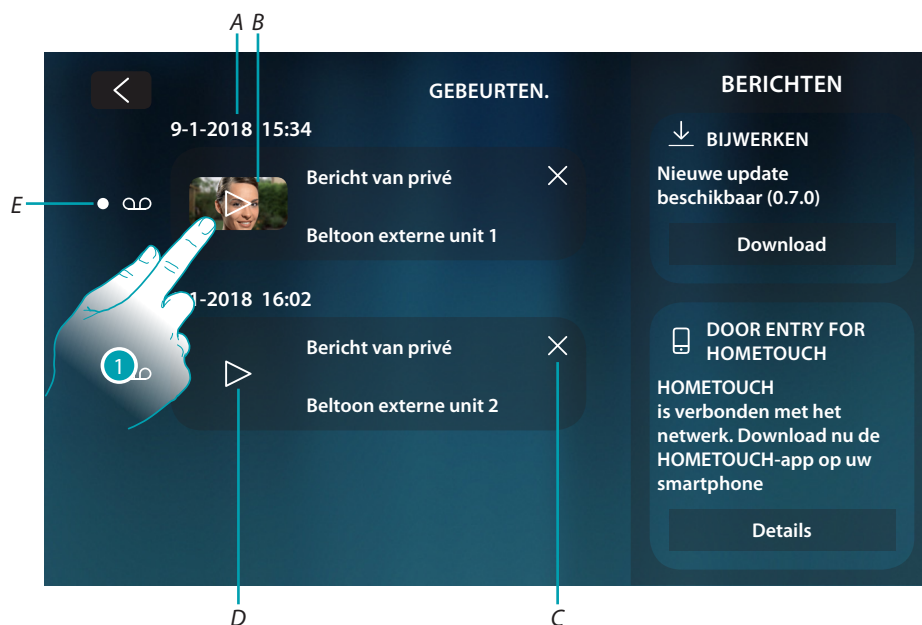 A B
GEBEURTEN.
9-1-2018 15:34
Bericht van privé
Beltoon externe unit 1
E
1-2018 16:02
Bericht van privé
Beltoon externe unit 2
1
D
C
BERICHTEN
BIJWERKEN
Nieuwe update
beschikbaar (0.7.0)
Download
DOOR ENTRY FOR
HOMETOUCH
HOMETOUCH
is verbonden met het
netwerk. Download nu de
HOMETOUCH-app op uw
smartphone
Details